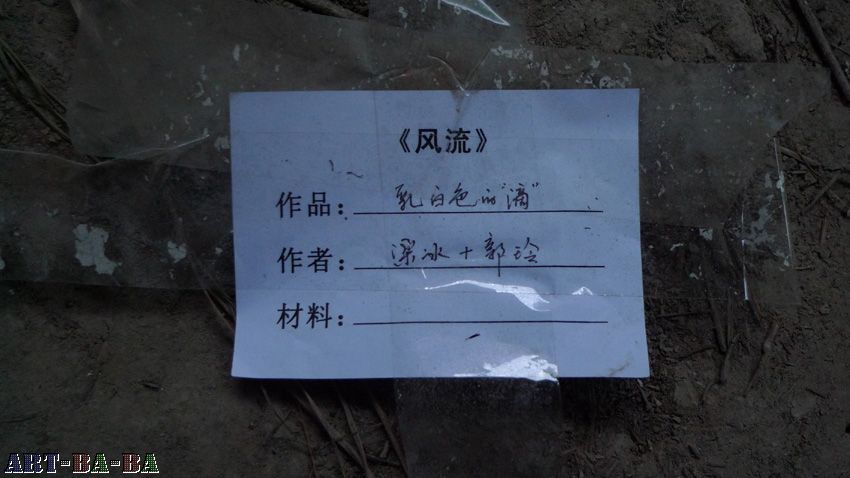 《风流》
作品：乳白色的“滴”
作者：梁冰＋郭玲
材料：
ART-BA-BA